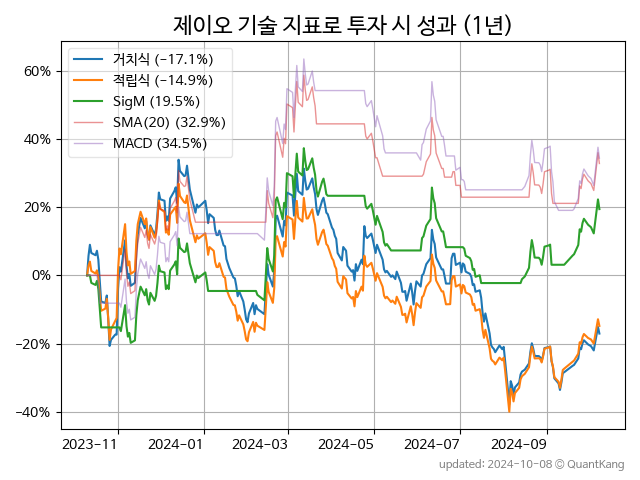 제이오 기술 지표로 투자 시 성과 (1년)
거치식 (−17.1%)
적립식 (−14.9%)
SigM (19.5%)
SMA(20) (32.9%)
MACD (34.5%)
60%
40%
20%
0%
−20%
−40%
2023-11 2024-01 2024-03 2024-05 2024-07 2024-09
updated: 2024-10-08 © QuantKang